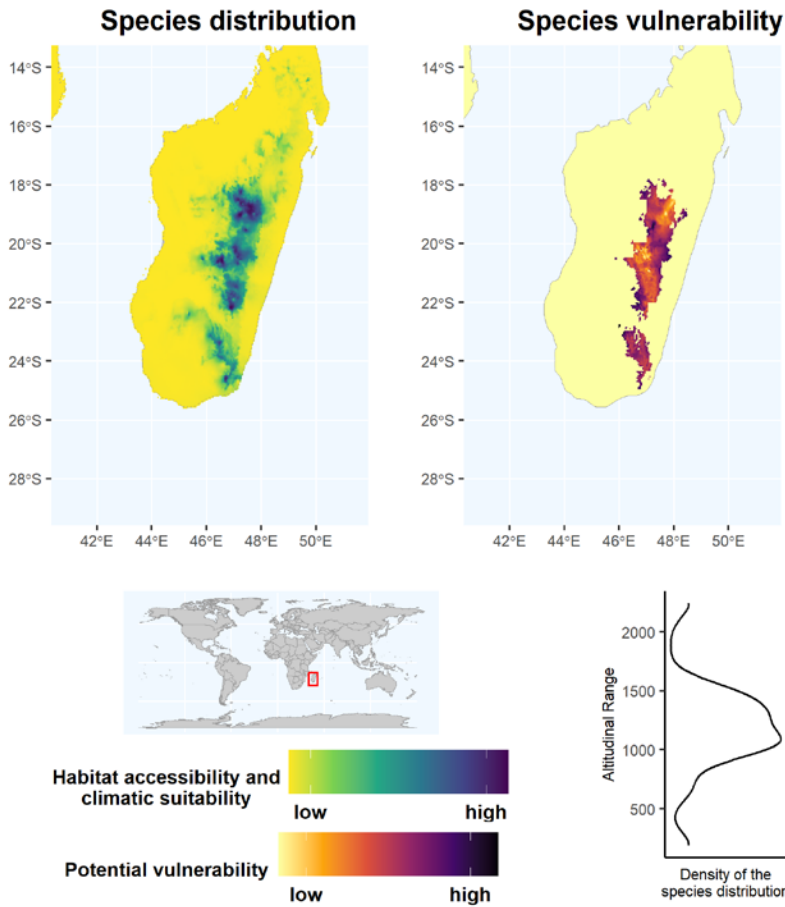 Species distribution
Species vulnerability
14°S
16°S
18°S
20°S
22°S
24°S
26°S
28°S
42°E
44°E
46°E
48°E
50°E
14°S
16°S
18°S
20°S
22°S
24°S
26°S
28°S
42°E
44°E
46°E
48°E
50°E
Habitat accessibility and
climatic suitability
low
high
Potential vulnerability
low
high
Altitudinal Range
2000
1500
1000
500
Density of the
species distribution